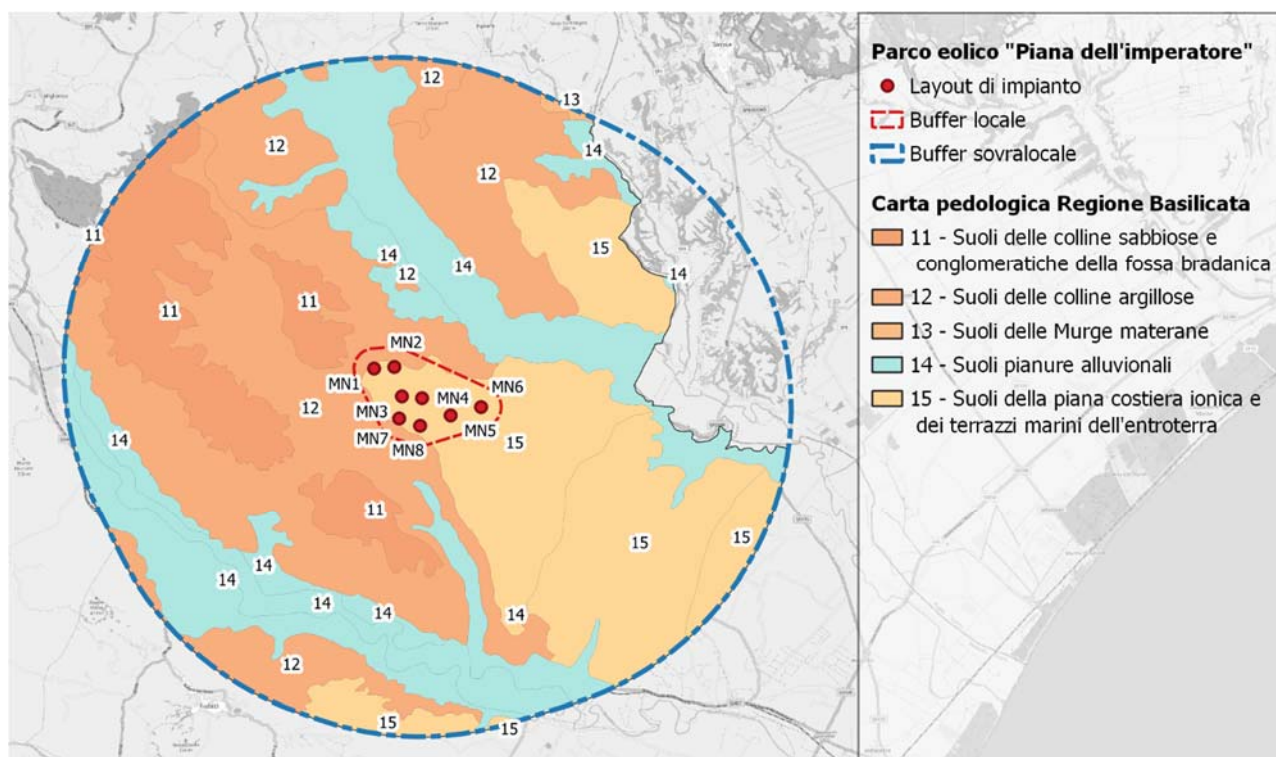 Parco eolico "Piana dell'imperatore"
Layout di impianto
Buffer locale
Buffer sovralocale
Carta pedologica Regione Basilicata
11 - Suoli delle colline sabbiose e
conglomeratiche della fossa bradanica
12 - Suoli delle colline argillose
13 - Suoli delle Murge materane
14 - Suoli pianure alluvionali
15 - Suoli della piana costiera ionica e
dei terrazzi marini dell'entroterra
12
13
12
14
14
12
11
15
14
14
12
14
11
11
MN2
MN1
MN6
12
MN3
MN4
MN7
MN5
15
MN8
14
11
15
15
14
14
14
14
14
12
15
15